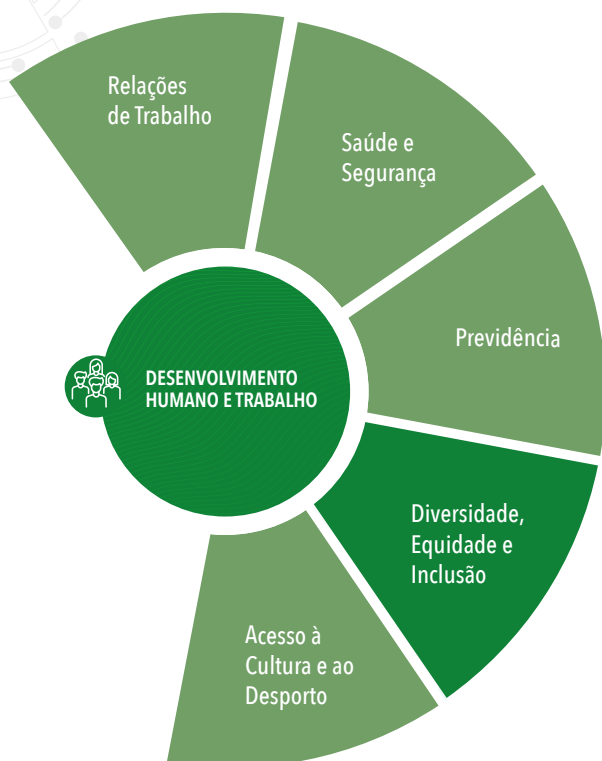 Relações
de Trabalho
Saúde e
Segurança
Previdência
DESENVOLVIMENTO
HUMANO E TRABALHO
Diversidade,
Equidade e
Inclusão
Acesso à
Cultura e ao
Desporto